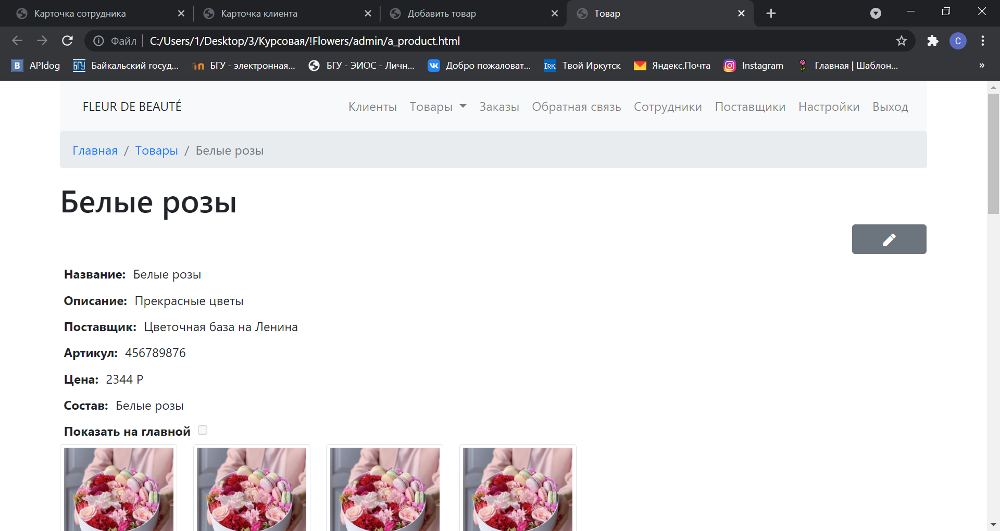 Карточка сотрудника
Карточка клиента
Добавить товар
Товар
Файл
C:/Users/1/Desktop/3/Курсовая/!Flowers/admin/a_product.html
C
B
APIdog
БГУ
Байкальский госуд...
БГУ - электронная...
БГУ - ЭИОС - Личн...
Добро пожаловат...
IRK.
Твой Иркутск
Яндекс.Почта
Instagram
Главная | Шаблон...
»
FLEUR DE BEAUTÉ
Клиенты
Товары
Заказы
Обратная связь
Сотрудники
Поставщики
Настройки
Выход
Главная / Товары / Белые розы
Белые розы
Название: Белые розы
Описание: Прекрасные цветы
Поставщик: Цветочная база на Ленина
Артикул: 456789876
Цена: 2344 Р
Состав: Белые розы
Показать на главной